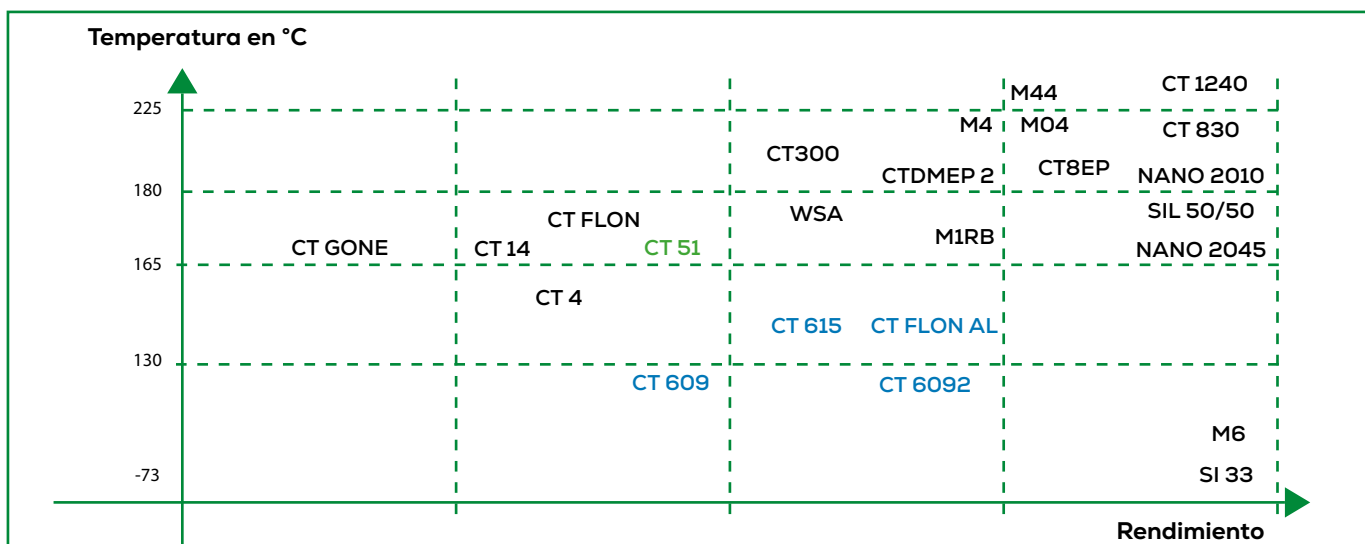 Temperatura en °C
M44 CT 1240
225
M4 M04 CT 830
CT300
CTDMEP 2 CT8EP NANO 2010
180
CT FLON WSA SIL 50/50
CT GONE CT 14 CT 51 M1RB NANO 2045
165
CT 4
CT 615 CT FLON AL
130
CT 609 CT 6092
M6
-73 SI 33
Rendimiento